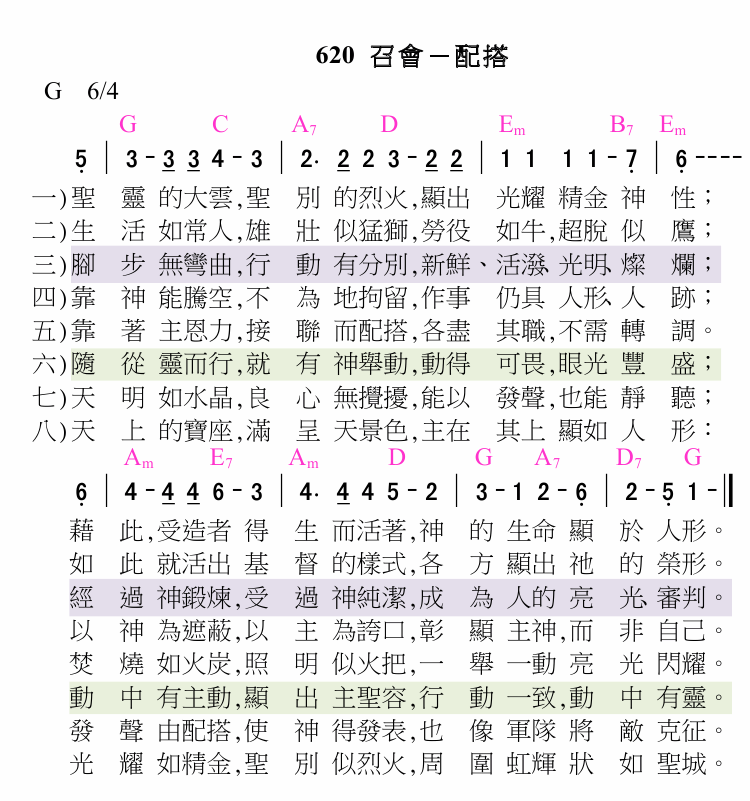 620 召會－配搭
G 6/4
G C A7 D Em B7 Em
5 | 3 - 3 3 4 - 3 | 2· 2 2 3 - 2 2 | 1 1 1 1 - 7 | 6 - - - -
一)聖 靈 的大雲,聖 別 的烈火,顯出 光耀 精金 神 性；
二)生 活 如常人,雄 壯 似猛獅,勞役 如牛,超脫 似 鷹；
三)腳 步 無彎曲,行 動 有分別,新鮮、活潑、光明、燦 爛；
四)靠 神 能騰空,不 為 地拘留,作事 仍具 人形、人 跡；
五)靠 著 主恩力,接 聯 而配搭,各盡 其職,不需 轉 調。
六)隨 從 靈而行,就 有 神舉動,動得 可畏,眼光 豐 盛；
七)天 明 如水晶,良 心 無攪擾,能以 發聲,也能 靜 聽；
八)天 上 的寶座,滿 呈 天景色,主在 其上 顯如 人 形：
Am E7 Am D G A7 D7 G
6 | 4 - 4 4 6 - 3 | 4· 4 4 5 - 2 | 3 - 1 2 - 6 | 2 - 5 1 - ‖
藉 此,受造者 得 生 而活著,神 的 生命 顯 於 人形。
如 此 就活出 基 督 的樣式,各 方 顯出 祂 的 榮形。
經 過 神鍛煉,受 過 神純潔,成 為 人的 亮 光、審判。
以 神 為遮蔽,以 主 為誇口,彰 顯 主神,而 非 自己。
焚 燒 如火炭,照 明 似火把,一 舉 一動 亮 光 閃耀。
動 中 有主動,顯 出 主聖容,行 動 一致,動 中 有靈。
發 聲 由配搭,使 神 得發表,也 像 軍隊 將 敵 克征。
光 耀 如精金,聖 別 似烈火,周 圍 虹輝 狀 如 聖城。